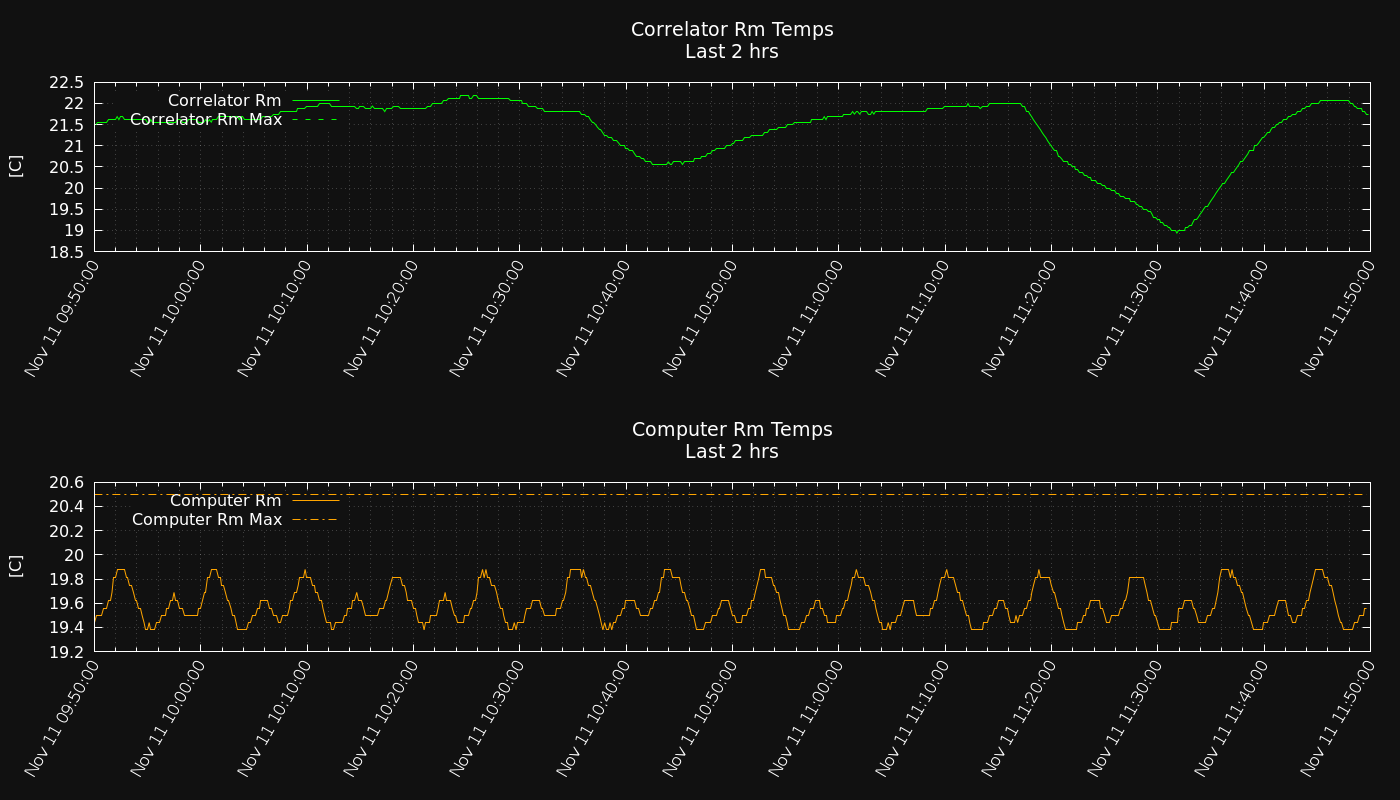 Correlator Rm Temps
Last 2 hrs
22.5
22
21.5
21
20.5
20
19.5
19
18.5
[C]
Correlator Rm
Correlator Rm Max
Nov 11 09:50:00
Nov 11 10:00:00
Nov 11 10:10:00
Nov 11 10:20:00
Nov 11 10:30:00
Nov 11 10:40:00
Nov 11 10:50:00
Nov 11 11:00:00
Nov 11 11:10:00
Nov 11 11:20:00
Nov 11 11:30:00
Nov 11 11:40:00
Nov 11 11:50:00
Computer Rm Temps
Last 2 hrs
20.6
20.4
20.2
20
19.8
19.6
19.4
19.2
[C]
Computer Rm
Computer Rm Max
Nov 11 09:50:00
Nov 11 10:00:00
Nov 11 10:10:00
Nov 11 10:20:00
Nov 11 10:30:00
Nov 11 10:40:00
Nov 11 10:50:00
Nov 11 11:00:00
Nov 11 11:10:00
Nov 11 11:20:00
Nov 11 11:30:00
Nov 11 11:40:00
Nov 11 11:50:00